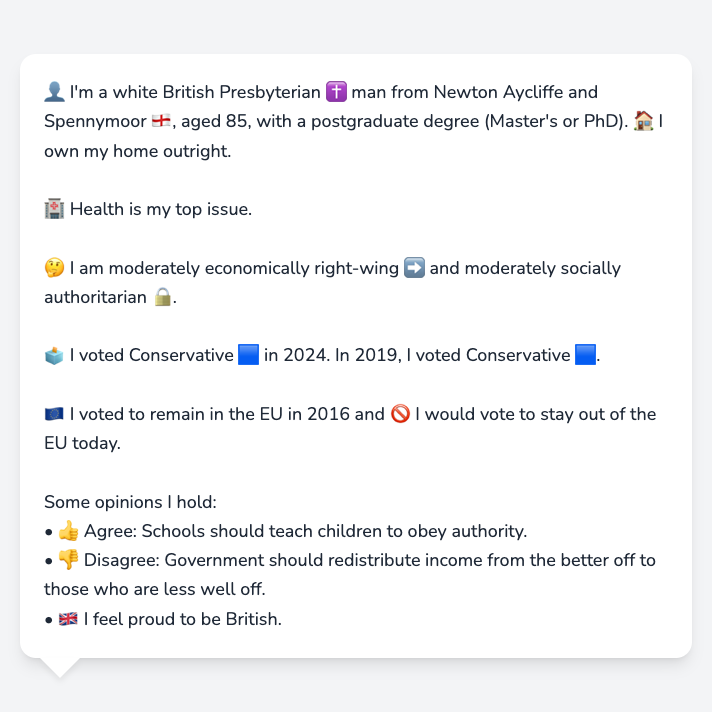 👤 I'm a white British Presbyterian ✝️ man from Newton Aycliffe and
Spennymoor 🏴󠁧󠁢󠁥󠁮󠁧󠁿, aged 85, with a postgraduate degree (Master's or PhD). 🏠 I
own my home outright.
🏥 Health is my top issue.
🤔 I am moderately economically right-wing ➡️ and moderately socially
authoritarian 🔒.
🗳️ I voted Conservative 🟦 in 2024. In 2019, I voted Conservative 🟦.
🇪🇺 I voted to remain in the EU in 2016 and 🚫 I would vote to stay out of the
EU today.
Some opinions I hold:
• 👍 Agree: Schools should teach children to obey authority.
• 👎 Disagree: Government should redistribute income from the better off to
those who are less well off.
• 🇬🇧 I feel proud to be British.